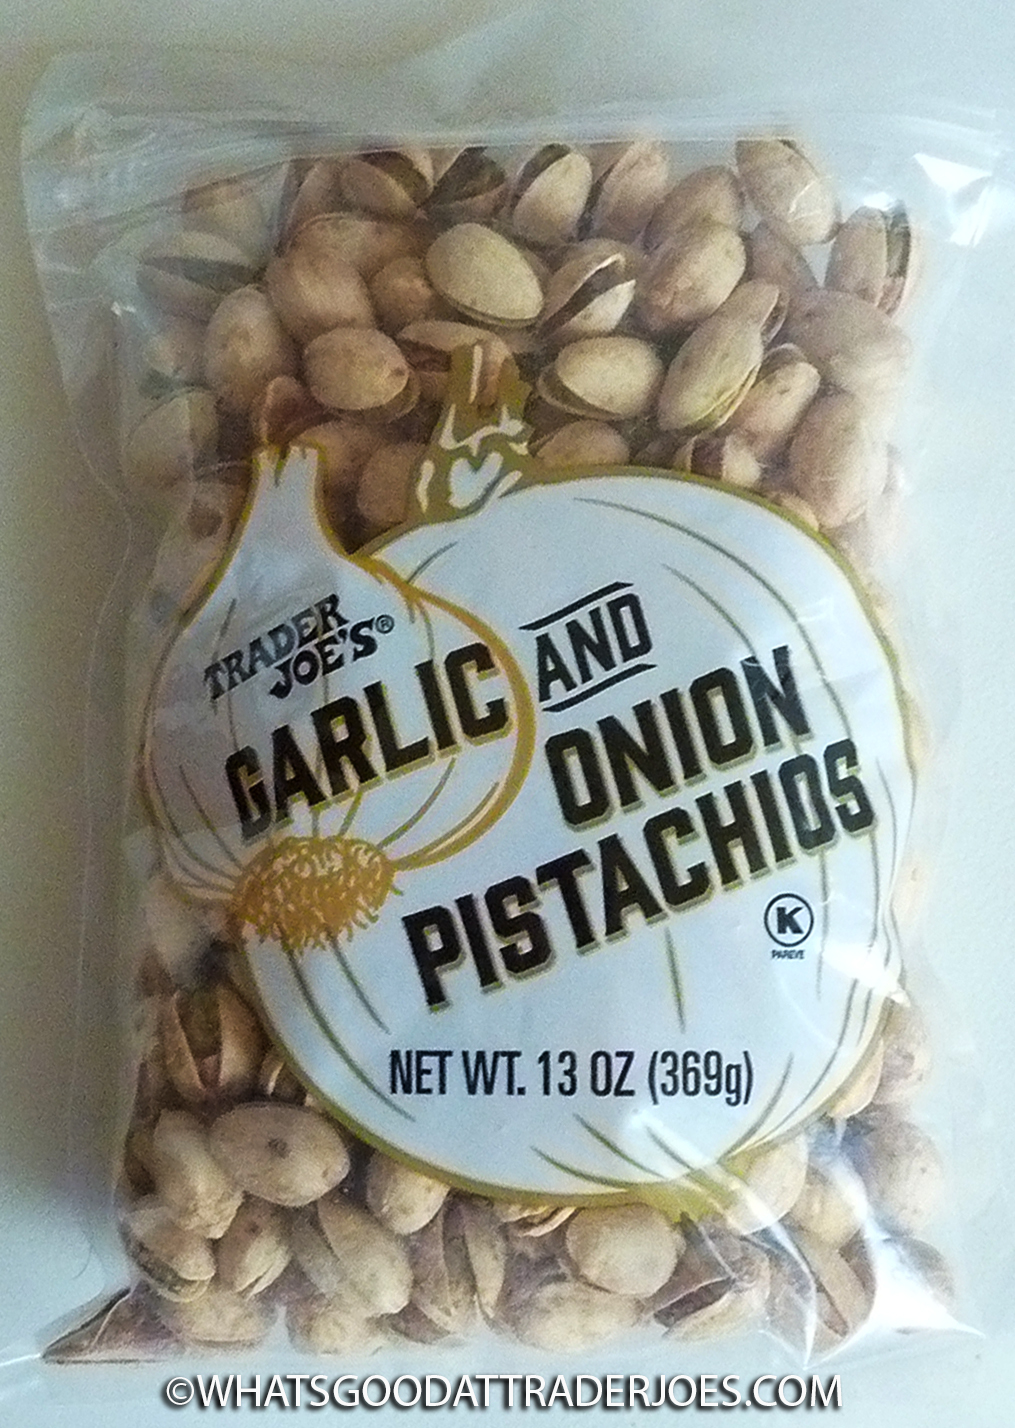 TRADER
JOE'S®
GARLIC AND
ONION
PISTACHIOS
K
PAREVE
NET WT. 13 OZ (369g)
©WHATSGOODATTRADERJOES.COM